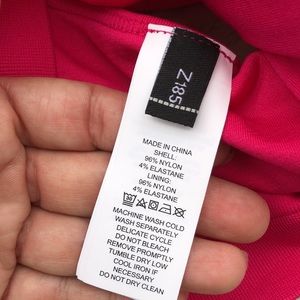 Z185
MADE IN CHINA
SHELL:
96% NYLON
4% ELASTANE
LINING:
96% NYLON
4% ELASTANE
MACHINE WASH COLD
WASH SEPARATELY
DELICATE CYCLE
DO NOT BLEACH
REMOVE PROMPTLY
TUMBLE DRY LOW
COOL IRON IF
NECESSARY
DO NOT DRY CLEAN